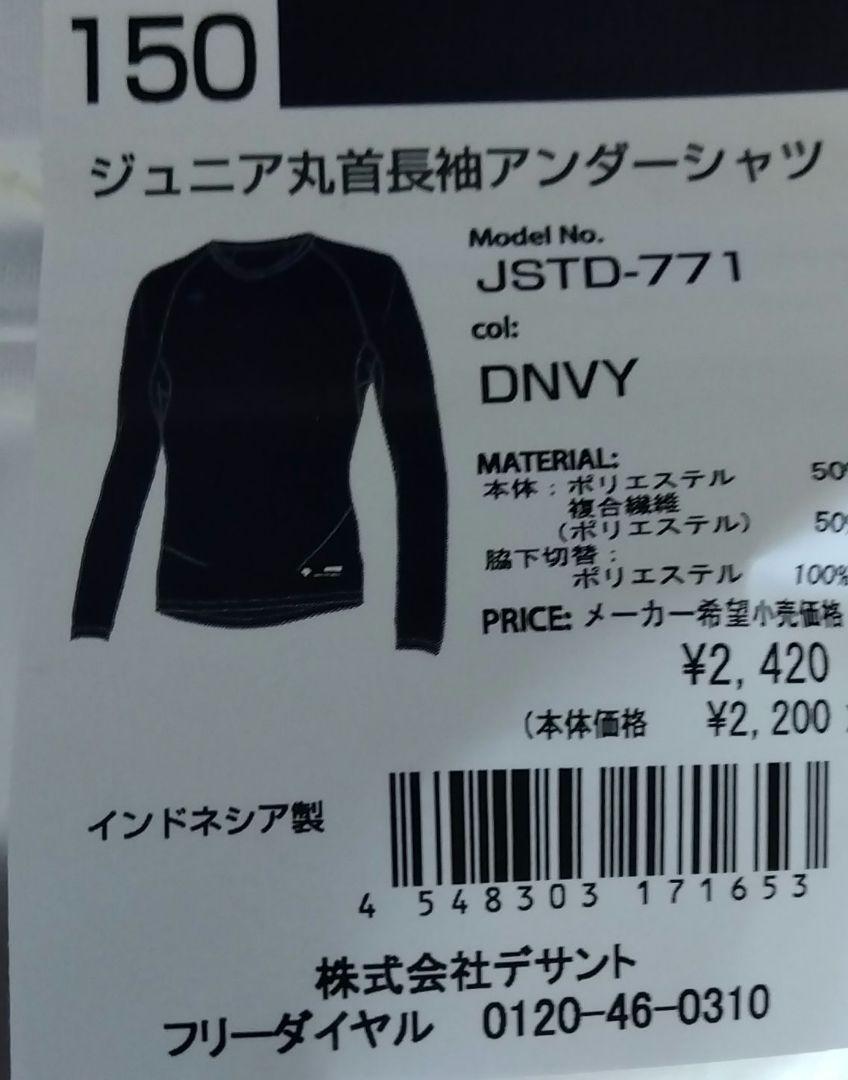 150
ジュニア丸首長袖アンダーシャツ
Model No.
JSTD-771
col:
DNVY
MATERIAL:
本体：ポリエステル 50%
複合繊維
(ポリエステル) 50%
脇下切替：
ポリエステル 100%
PRICE: メーカー希望小売価格
¥2,420
(本体価格 ¥2,200
インドネシア製
4 548303 171653
株式会社デサント
フリーダイヤル 0120-46-0310